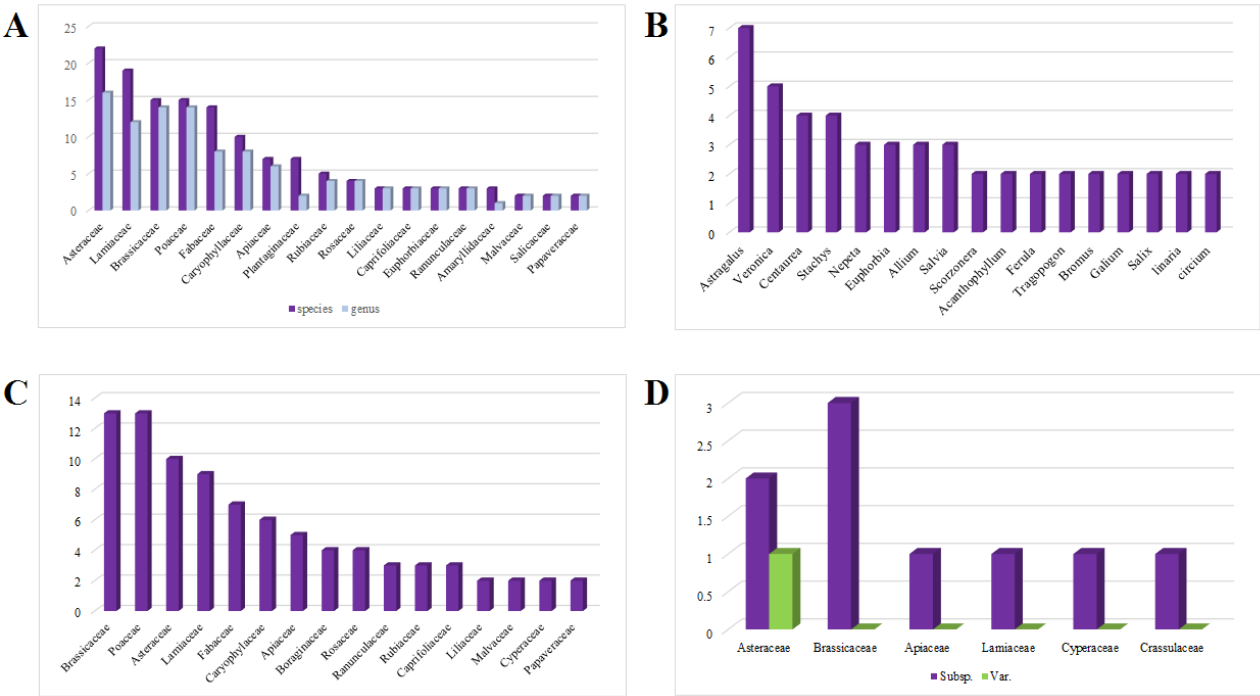 A
25
20
15
10
5
0
Asteraceae
Lamiaceae
Brassicaceae
Poaceae
Fabaceae
Caryophyllaceae
Apiaceae
Plantaginaceae
Rubiaceae
Rosaceae
Liliaceae
Caprifoliaceae
Euphorbiaceae
Ranunculaceae
Amaryllidaceae
Malvaceae
Salicaceae
Papaveraceae
species genus
B
7
6
5
4
3
2
1
0
Astragalus
Veronica
Centaurea
Stachys
Nepeta
Euphorbia
Allium
Salvia
Scorzonera
Acanthophyllum
Ferula
Tragopogon
Bromus
Galium
Salix
linaria
circium
C
14
12
10
8
6
4
2
0
Brassicaceae
Poaceae
Asteraceae
Lamiaceae
Fabaceae
Caryophylaceae
Apiaceae
Boraginaceae
Rosaceae
Ranunculaceae
Rubiaceae
Caprifoliaceae
Liliaceae
Malvaceae
Cyperaceae
Papaveraceae
D
3
2.5
2
1.5
1
0.5
0
Asteraceae Brassicaceae Apiaceae Lamiaceae Cyperaceae Crassulaceae
Subsp. Var.